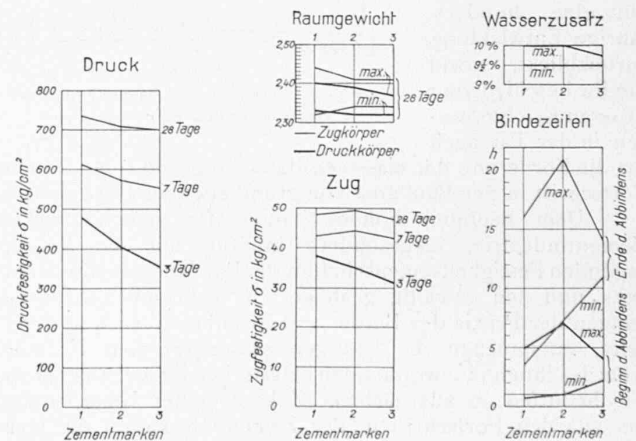 Druck
Druckfestigkeit σ in kg/cm²
800
700
600
500
400
300
200
100
0
28 Tage
7 Tage
3 Tage
1 2 3
Zementmarken
Raumgewicht
1 2 3
2,50
2,40
2,30
max.
min.
28 Tage
Zugkörper
Druckkörper
Zug
Zugfestigkeit σ in kg/cm²
50
40
30
20
10
0
28 Tage
7 Tage
3 Tage
1 2 3
Zementmarken
Wasserzusatz
1 2 3
10 %
9½ %
9 %
max.
min.
Bindezeiten
h
20
15
10
5
0
max.
min.
max.
min.
Beginn d. Abbindens
Ende d. Abbindens
1 2 3
Zementmarken